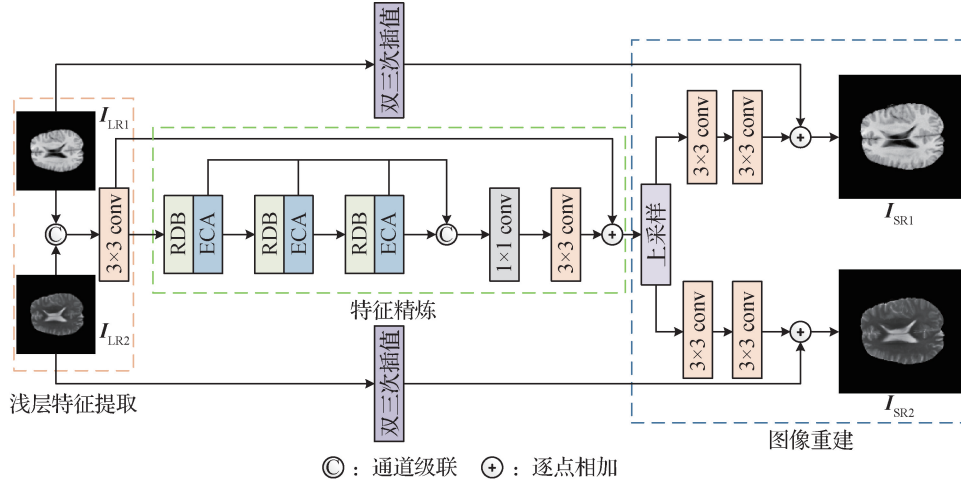 双三次插值
I_LR1
3×3 conv
RDB
ECA
RDB
ECA
RDB
ECA
C
C
1×1 conv
3×3 conv
上采样
3×3 conv
3×3 conv
I_SR1
I_LR2
特征精炼
3×3 conv
3×3 conv
I_SR2
浅层特征提取
双三次插值
图像重建
C：通道级联 +：逐点相加